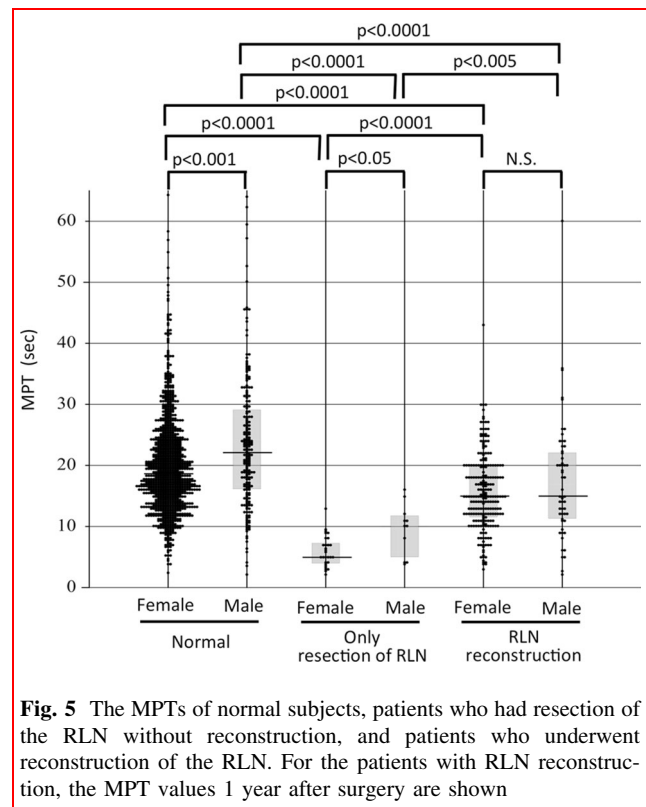 p<0.0001
p<0.0001 p<0.005
p<0.0001
p<0.0001 p<0.0001
p<0.001 p<0.05 N.S.
60
50
40
30
20
10
0
MPT (sec)
Female Male Female Male Female Male
Normal Only resection of RLN RLN reconstruction
Fig. 5 The MPTs of normal subjects, patients who had resection of
the RLN without reconstruction, and patients who underwent
reconstruction of the RLN. For the patients with RLN reconstruc-
tion, the MPT values 1 year after surgery are shown